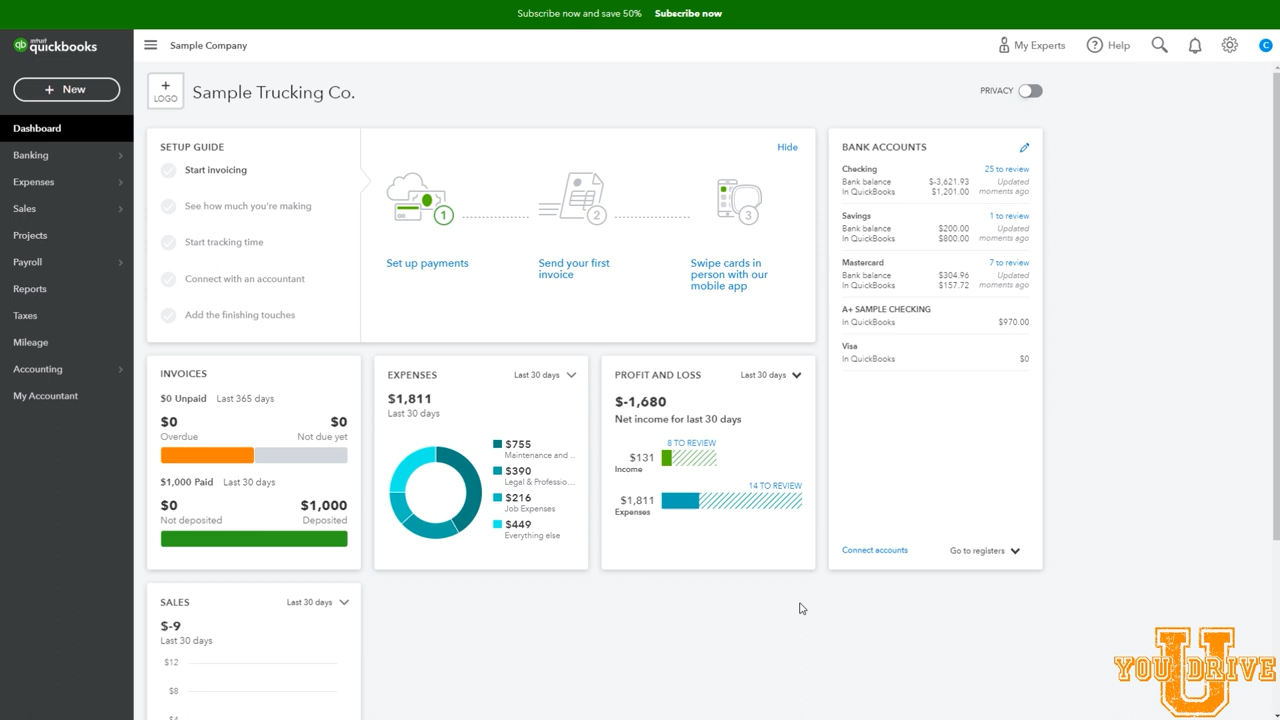 Subscribe now and save 50% Subscribe now
intuit
quickbooks
Sample Company
My Experts
Help
C
+ New
Dashboard
Banking
Expenses
Sales
Projects
Payroll
Reports
Taxes
Mileage
Accounting
My Accountant
+
LOGO
Sample Trucking Co.
PRIVACY
SETUP GUIDE
Hide
Start invoicing
See how much you're making
Start tracking time
Connect with an accountant
Add the finishing touches
1
2
3
Set up payments
Send your first
invoice
Swipe cards in
person with our
mobile app
BANK ACCOUNTS
Checking 25 to review
Bank balance $-3,621.93 Updated
In QuickBooks $1,201.00 moments ago
Savings 1 to review
Bank balance $200.00 Updated
In QuickBooks $800.00 moments ago
Mastercard 7 to review
Bank balance $304.96 Updated
In QuickBooks $157.72 moments ago
A+ SAMPLE CHECKING
In QuickBooks $970.00
Visa
In QuickBooks $0
Connect accounts Go to registers
INVOICES
$0 Unpaid Last 365 days
$0 $0
Overdue Not due yet
$1,000 Paid Last 30 days
$0 $1,000
Not deposited Deposited
EXPENSES Last 30 days
$1,811
Last 30 days
$755
Maintenance and ..
$390
Legal & Professio...
$216
Job Expenses
$449
Everything else
PROFIT AND LOSS Last 30 days
$-1,680
Net income for last 30 days
8 TO REVIEW
$131
Income
14 TO REVIEW
$1,811
Expenses
SALES Last 30 days
$-9
Last 30 days
$12
$8
$4
YOU DRIVE
U